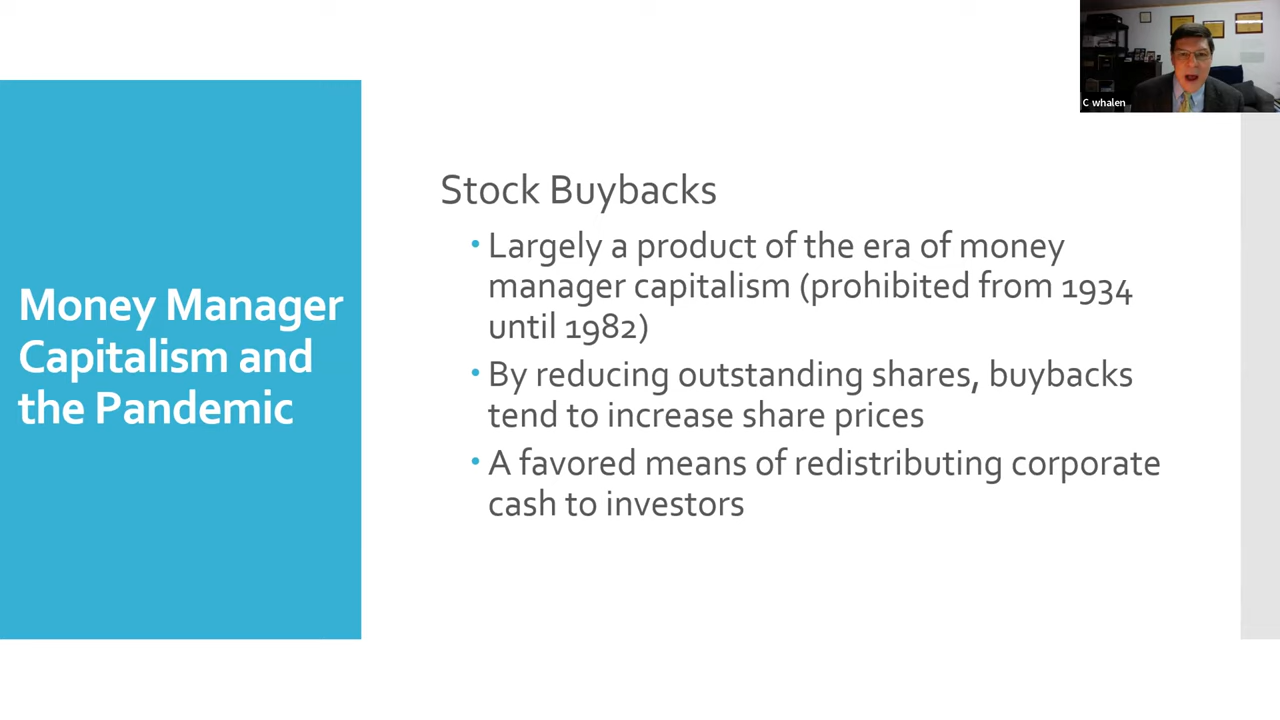 C whalen
Money Manager
Capitalism and
the Pandemic
Stock Buybacks
• Largely a product of the era of money
manager capitalism (prohibited from 1934
until 1982)
• By reducing outstanding shares, buybacks
tend to increase share prices
• A favored means of redistributing corporate
cash to investors